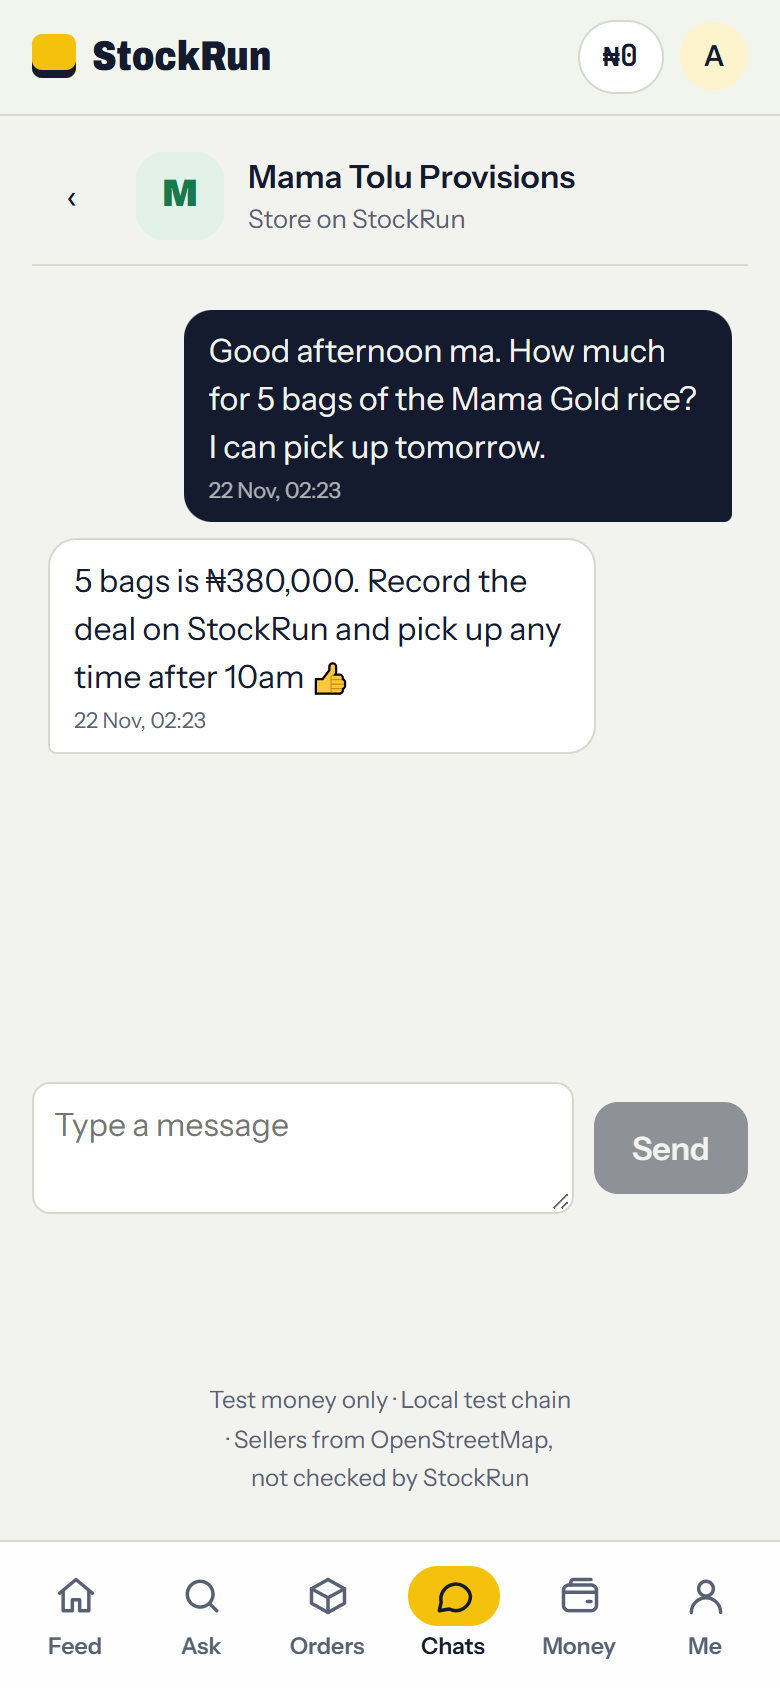 StockRun
₦0
A
‹
M
Mama Tolu Provisions
Store on StockRun
Good afternoon ma. How much
for 5 bags of the Mama Gold rice?
I can pick up tomorrow.
22 Nov, 02:23
5 bags is ₦380,000. Record the
deal on StockRun and pick up any
time after 10am 👍
22 Nov, 02:23
Type a message
Send
Test money only · Local test chain
· Sellers from OpenStreetMap,
not checked by StockRun
Feed
Ask
Orders
Chats
Money
Me